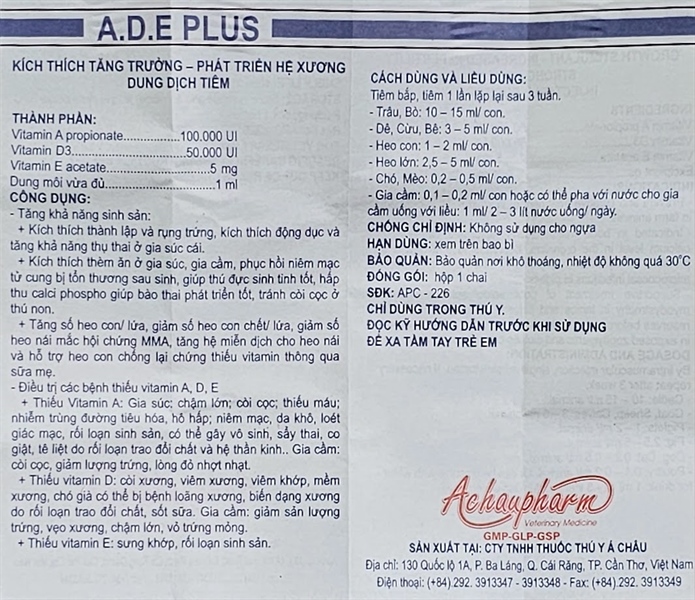 A.D.E PLUS
KÍCH THÍCH TĂNG TRƯỞNG – PHÁT TRIỂN HỆ XƯƠNG
DUNG DỊCH TIÊM
THÀNH PHẦN:
Vitamin A propionate....................100.000 UI
Vitamin D3....................................50.000 UI
Vitamin E acetate................................5 mg
Dung môi vừa đủ.................................1 ml
CÔNG DỤNG:
- Tăng khả năng sinh sản:
+ Kích thích thành lập và rụng trứng, kích thích động dục và
tăng khả năng thụ thai ở gia súc cái.
+ Kích thích thèm ăn ở gia súc, gia cầm, phục hồi niêm mạc
tử cung bị tổn thương sau sinh, giúp thú đực sinh tinh tốt, hấp
thu calci phospho giúp bào thai phát triển tốt, tránh còi cọc ở
thú non.
+ Tăng số heo con/ lứa, giảm số heo con chết/ lứa, giảm số
heo nái mắc hội chứng MMA, tăng hệ miễn dịch cho heo nái
và hỗ trợ heo con chống lại chứng thiếu vitamin thông qua
sữa mẹ.
- Điều trị các bệnh thiếu vitamin A, D, E
+ Thiếu Vitamin A: Gia súc: chậm lớn; còi cọc; thiếu máu;
nhiễm trùng đường tiêu hóa, hô hấp; niêm mạc, da khô, loét
giác mạc, rối loạn sinh sản, có thể gây vô sinh, sẩy thai, co
giật, tê liệt do rối loạn trao đổi chất và hệ thần kinh.. Gia cầm:
còi cọc, giảm lượng trứng, lòng đỏ nhợt nhạt.
+ Thiếu vitamin D: còi xương, viêm xương, viêm khớp, mềm
xương, chó già có thể bị bệnh loãng xương, biến dạng xương
do rối loạn trao đổi chất, sốt sữa. Gia cầm: giảm sản lượng
trứng, vẹo xương, chậm lớn, vỏ trứng mỏng.
+ Thiếu vitamin E: sưng khớp, rối loạn sinh sản.
CÁCH DÙNG VÀ LIỀU DÙNG:
Tiêm bắp, tiêm 1 lần lặp lại sau 3 tuần.
- Trâu, Bò: 10 – 15 ml/ con.
- Dê, Cừu, Bê: 3 – 5 ml/ con.
- Heo con: 1 – 2 ml/ con.
- Heo lớn: 2,5 – 5 ml/ con.
- Chó, Mèo: 0,2 – 0,5 ml/ con.
- Gia cầm: 0,1 – 0,2 ml/ con hoặc có thể pha với nước cho gia
cầm uống với liều: 1 ml/ 2 – 3 lít nước uống/ ngày.
CHỐNG CHỈ ĐỊNH: Không sử dụng cho ngựa
HẠN DÙNG: xem trên bao bì
BẢO QUẢN: Bảo quản nơi khô thoáng, nhiệt độ không quá 30°C
ĐÓNG GÓI: hộp 1 chai
SĐK: APC - 226
CHỈ DÙNG TRONG THÚ Y.
ĐỌC KỸ HƯỚNG DẪN TRƯỚC KHI SỬ DỤNG
ĐỂ XA TẦM TAY TRẺ EM
Achaupharm
Veterinary Medicine
GMP-GLP-GSP
SẢN XUẤT TẠI: CTY TNHH THUỐC THÚ Y Á CHÂU
Địa chỉ: 130 Quốc lộ 1A, P. Ba Láng, Q. Cái Răng, TP. Cần Thơ, Việt Nam
Điện thoại: (+84).292. 3913347 - 3913348 - Fax: (+84).292. 3913349